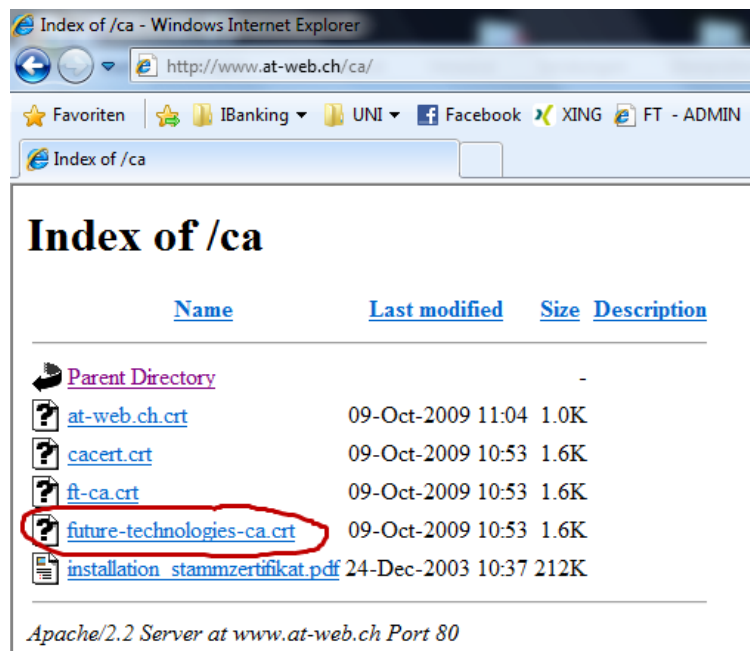 Index of /ca - Windows Internet Explorer
http://www.at-web.ch/ca/
Favoriten IBanking UNI Facebook XING FT - ADMIN
Index of /ca
Index of /ca
Name Last modified Size Description
Parent Directory -
at-web.ch.crt 09-Oct-2009 11:04 1.0K
cacert.crt 09-Oct-2009 10:53 1.6K
ft-ca.crt 09-Oct-2009 10:53 1.6K
future-technologies-ca.crt 09-Oct-2009 10:53 1.6K
installation_stammzertifikat.pdf 24-Dec-2003 10:37 212K
Apache/2.2 Server at www.at-web.ch Port 80